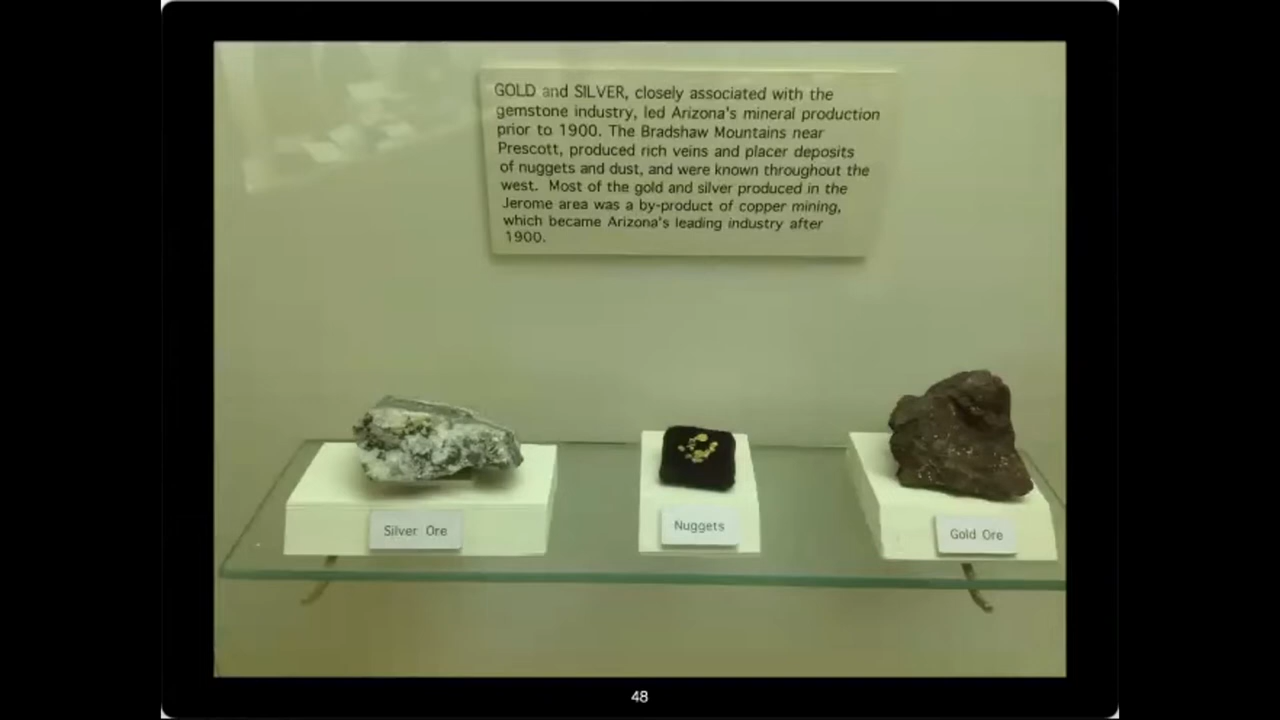 GOLD and SILVER, closely associated with the
gemstone industry, led Arizona's mineral production
prior to 1900. The Bradshaw Mountains near
Prescott, produced rich veins and placer deposits
of nuggets and dust, and were known throughout the
west. Most of the gold and silver produced in the
Jerome area was a by-product of copper mining,
which became Arizona's leading industry after
1900.
Silver Ore
Nuggets
Gold Ore
48